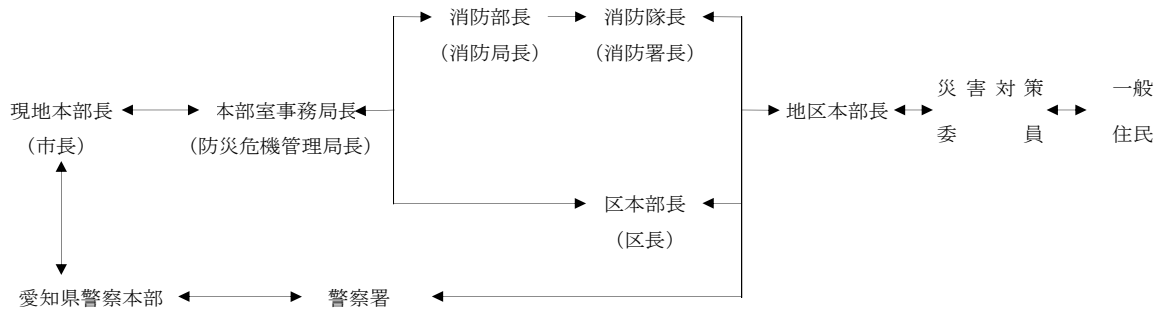 消防部長
消防隊長
(消防局長)
(消防署長)
現地本部長
本部室事務局長
地区本部長
災害対策
一般
(市長)
(防災危機管理局長)
委員
住民
区本部長
(区長)
愛知県警察本部
警察署